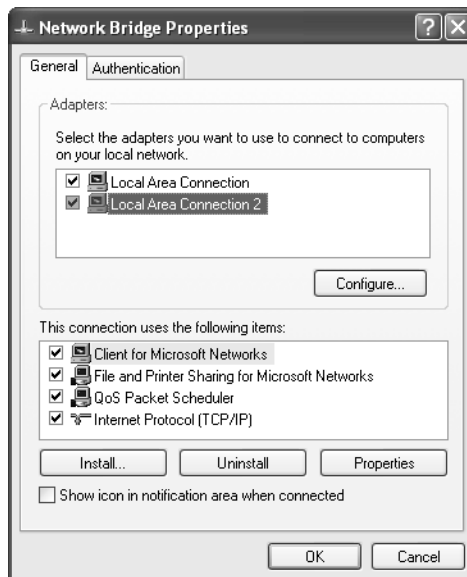 Network Bridge Properties
General
Authentication
Adapters:
Select the adapters you want to use to connect to computers
on your local network.
Local Area Connection
Local Area Connection 2
Configure...
This connection uses the following items:
Client for Microsoft Networks
File and Printer Sharing for Microsoft Networks
QoS Packet Scheduler
Internet Protocol (TCP/IP)
Install...
Uninstall
Properties
Show icon in notification area when connected
OK
Cancel